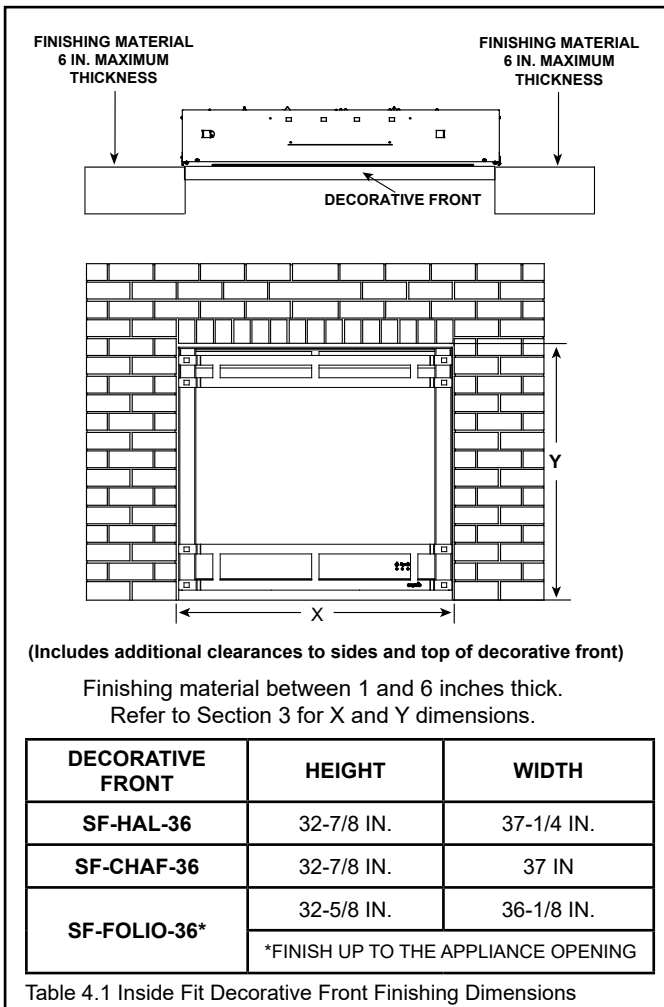 FINISHING MATERIAL
6 IN. MAXIMUM
THICKNESS
FINISHING MATERIAL
6 IN. MAXIMUM
THICKNESS
DECORATIVE FRONT
Y
X
(Includes additional clearances to sides and top of decorative front)
Finishing material between 1 and 6 inches thick.
Refer to Section 3 for X and Y dimensions.
DECORATIVE
FRONT
HEIGHT
WIDTH
SF-HAL-36
32-7/8 IN.
37-1/4 IN.
SF-CHAF-36
32-7/8 IN.
37 IN
SF-FOLIO-36*
32-5/8 IN.
36-1/8 IN.
*FINISH UP TO THE APPLIANCE OPENING
Table 4.1 Inside Fit Decorative Front Finishing Dimensions